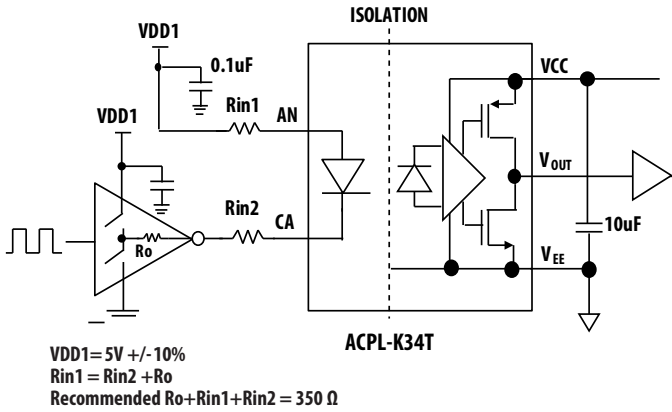 ISOLATION
VDD1
0.1uF
VCC
Rin1
AN
VDD1
VOUT
Rin2
CA
Ro
10uF
VEE
ACPL-K34T
VDD1= 5V +/- 10%
Rin1 = Rin2 +Ro
Recommended Ro+Rin1+Rin2 = 350 Ω